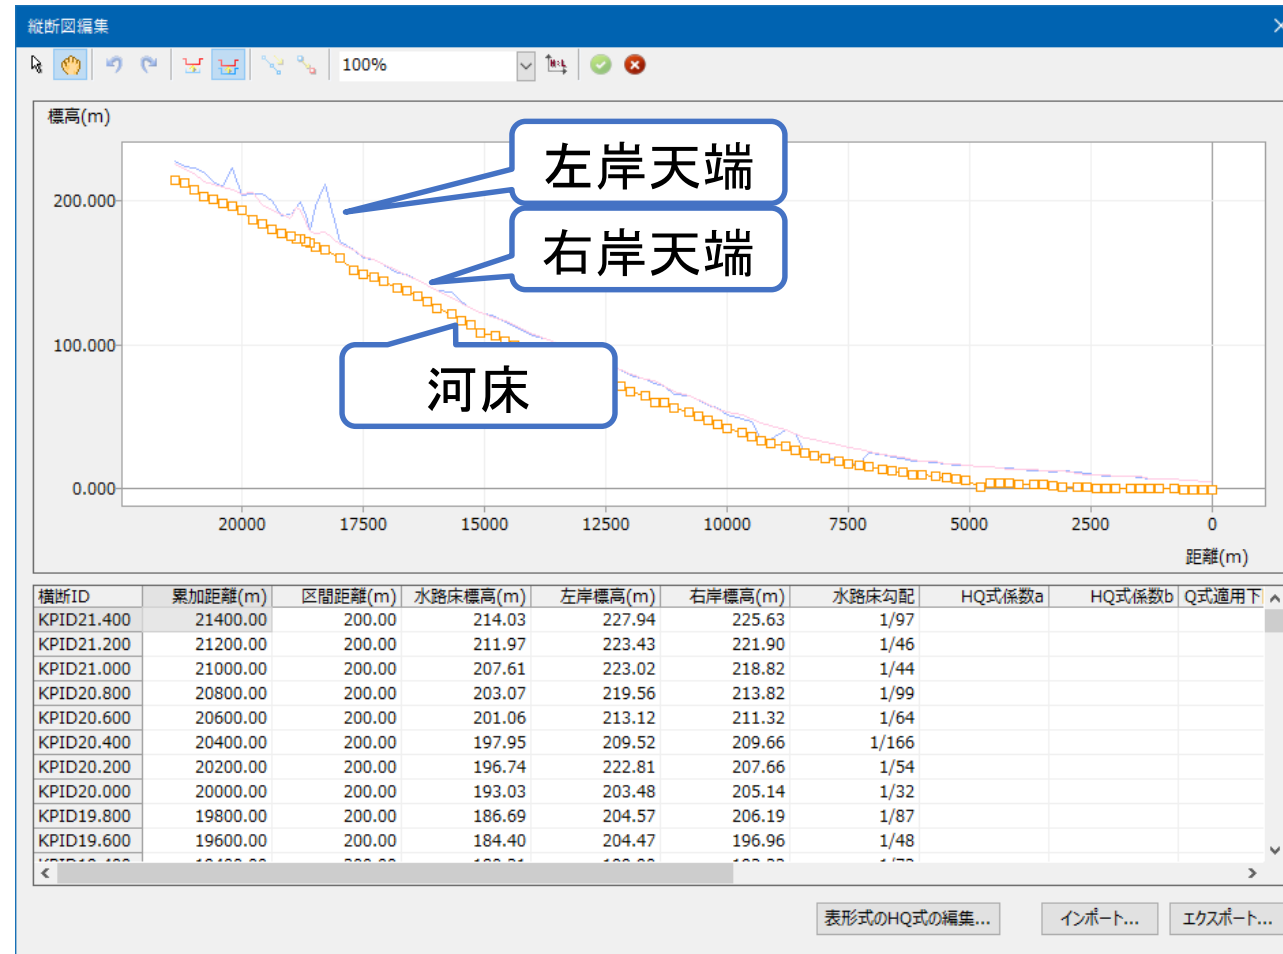 縦断図編集
100%
標高(m)
左岸天端
200.000
右岸天端
100.000
河床
0.000
20000 17500 15000 12500 10000 7500 5000 2500 0
距離(m)
横断ID 累加距離(m) 区間距離(m) 水路床標高(m) 左岸標高(m) 右岸標高(m) 水路床勾配 HQ式係数a HQ式係数b Q式適用下
KPID21.400 21400.00 200.00 214.03 227.94 225.63 1/97
KPID21.200 21200.00 200.00 211.97 223.43 221.90 1/46
KPID21.000 21000.00 200.00 207.61 223.02 218.82 1/44
KPID20.800 20800.00 200.00 203.07 219.56 213.82 1/99
KPID20.600 20600.00 200.00 201.06 213.12 211.32 1/64
KPID20.400 20400.00 200.00 197.95 209.52 209.66 1/166
KPID20.200 20200.00 200.00 196.74 222.81 207.66 1/54
KPID20.000 20000.00 200.00 193.03 203.48 205.14 1/32
KPID19.800 19800.00 200.00 186.69 204.57 206.19 1/87
KPID19.600 19600.00 200.00 184.40 204.47 196.96 1/48
表形式のHQ式の編集... インポート... エクスポート...